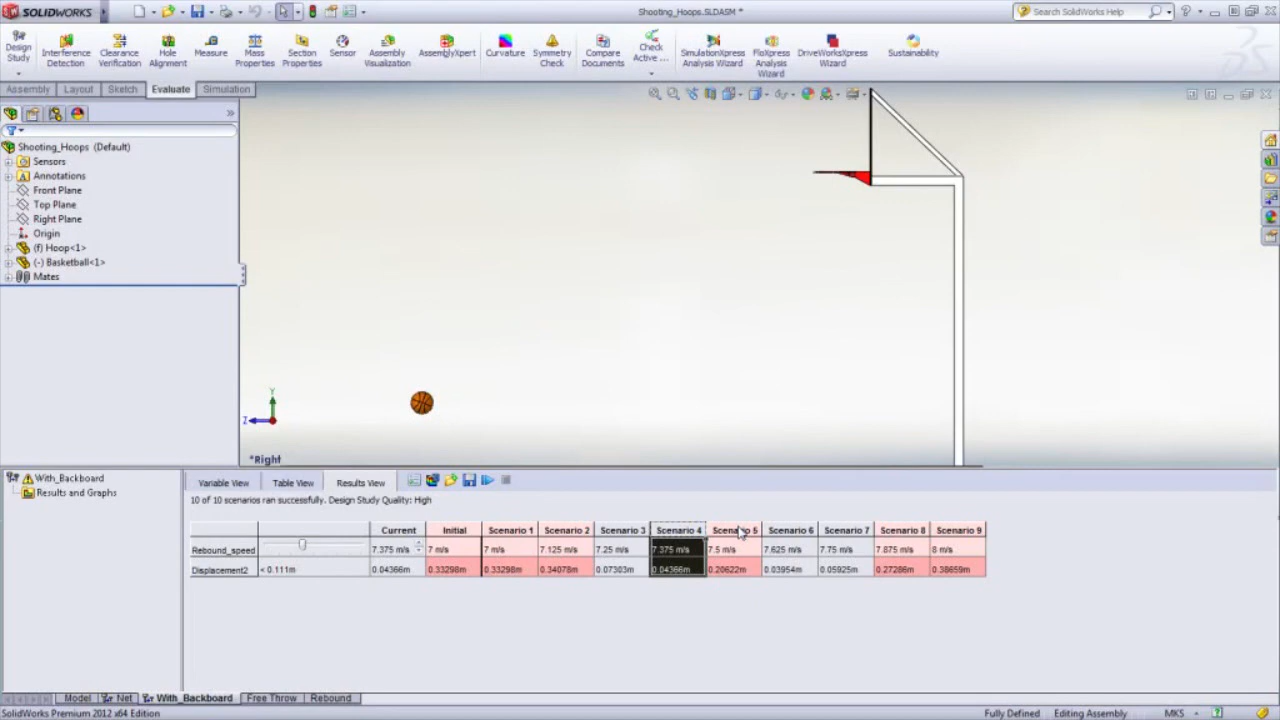 SOLIDWORKS
Shooting_Hoops.SLDASM *
Search SolidWorks Help
Design Study
Interference Detection
Clearance Verification
Hole Alignment
Measure
Mass Properties
Section Properties
Sensor
Assembly Visualization
AssemblyXpert
Curvature
Symmetry Check
Compare Documents
Check Active ...
SimulationXpress Analysis Wizard
FloXpress Analysis Wizard
DriveWorksXpress Wizard
Sustainability
Assembly Layout Sketch Evaluate Simulation
Shooting_Hoops (Default)
Sensors
Annotations
Front Plane
Top Plane
Right Plane
Origin
(f) Hoop<1>
(-) Basketball<1>
Mates
Y
Z
*Right
With_Backboard
Results and Graphs
Variable View Table View Results View
10 of 10 scenarios ran successfully. Design Study Quality: High
Current Initial Scenario 1 Scenario 2 Scenario 3 Scenario 4 Scenario 5 Scenario 6 Scenario 7 Scenario 8 Scenario 9
Rebound_speed 7.375 m/s 7 m/s 7 m/s 7.125 m/s 7.25 m/s 7.375 m/s 7.5 m/s 7.625 m/s 7.75 m/s 7.875 m/s 8 m/s
Displacement2 < 0.111m 0.04366m 0.33298m 0.33298m 0.34078m 0.07303m 0.04366m 0.20622m 0.03954m 0.05925m 0.27286m 0.38659m
Model Net With_Backboard Free Throw Rebound
SolidWorks Premium 2012 x64 Edition
Fully Defined Editing Assembly MKS